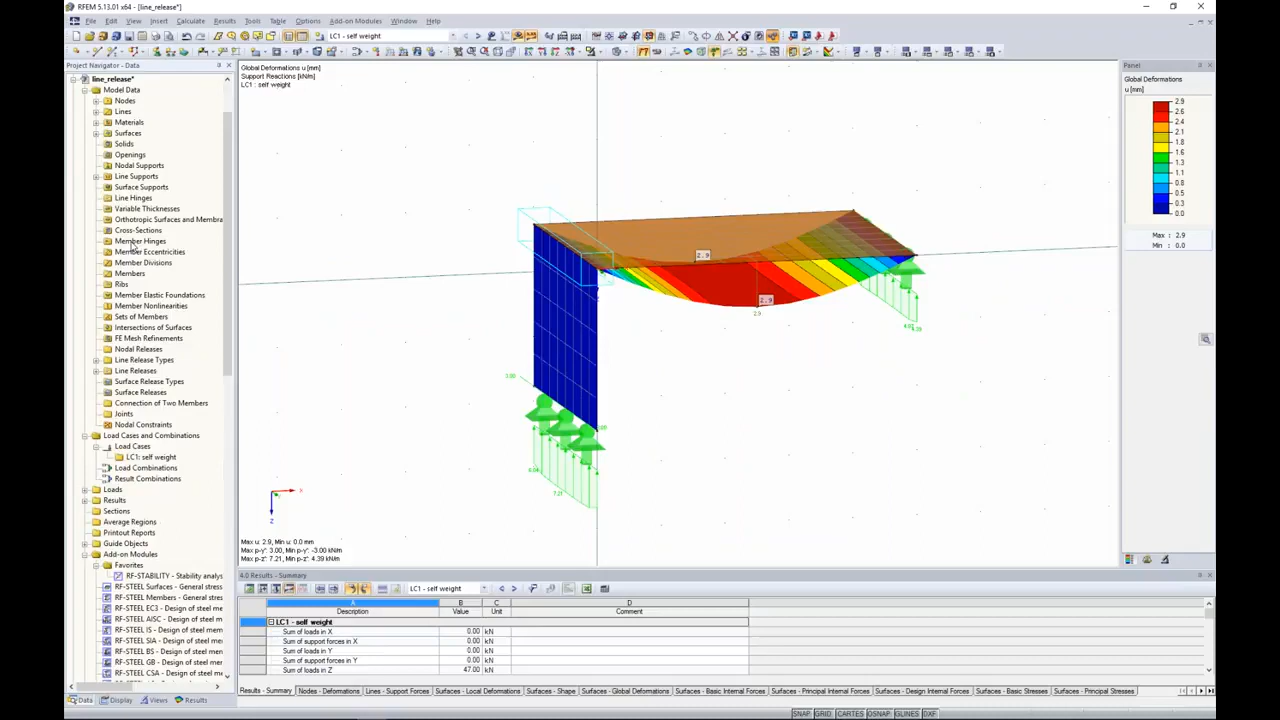 RFEM 5.13.01 x64 - [line_release*]
File Edit View Insert Calculate Results Tools Table Options Add-on Modules Window Help
LC1 - self weight
Project Navigator - Data
line_release*
Model Data
Nodes
Lines
Materials
Surfaces
Solids
Openings
Nodal Supports
Line Supports
Surface Supports
Line Hinges
Variable Thicknesses
Orthotropic Surfaces and Membra
Cross-Sections
Member Hinges
Member Eccentricities
Member Divisions
Members
Ribs
Member Elastic Foundations
Member Nonlinearities
Sets of Members
Intersections of Surfaces
FE Mesh Refinements
Nodal Releases
Line Release Types
Line Releases
Surface Release Types
Surface Releases
Connection of Two Members
Joints
Nodal Constraints
Load Cases and Combinations
Load Cases
LC1: self weight
Load Combinations
Result Combinations
Loads
Results
Sections
Average Regions
Printout Reports
Guide Objects
Add-on Modules
Favorites
RF-STABILITY - Stability analys
RF-STEEL Surfaces - General stress
RF-STEEL Members - General stres
RF-STEEL EC3 - Design of steel me
RF-STEEL AISC - Design of steel m
RF-STEEL IS - Design of steel mem
RF-STEEL SIA - Design of steel me
RF-STEEL BS - Design of steel mem
RF-STEEL GB - Design of steel mem
RF-STEEL CSA - Design of steel me
Data Display Views Results
Global Deformations u [mm]
Support Reactions [kN/m]
LC1 : self weight
2.9
2.9
2.9
4.39
3.00
7.21
X
Z
Max u: 2.9, Min u: 0.0 mm
Max p-y': 3.00, Min p-y': -3.00 kN/m
Max p-z': 7.21, Min p-z': 4.39 kN/m
Panel
Global Deformations
u [mm]
2.9
2.6
2.4
2.1
1.8
1.6
1.3
1.1
0.8
0.5
0.3
0.0
Max : 2.9
Min : 0.0
4.0 Results - Summary
LC1 - self weight
A B C D
Description Value Unit Comment
LC1 - self weight
Sum of loads in X 0.00 kN
Sum of support forces in X 0.00 kN
Sum of loads in Y 0.00 kN
Sum of support forces in Y 0.00 kN
Sum of loads in Z 47.00 kN
Results - Summary Nodes - Deformations Lines - Support Forces Surfaces - Local Deformations Surfaces - Shape Surfaces - Global Deformations Surfaces - Basic Internal Forces Surfaces - Principal Internal Forces Surfaces - Design Internal Forces Surfaces - Basic Stresses Surfaces - Principal Stresses
SNAP GRID CARTES OSNAP GLINES DXF